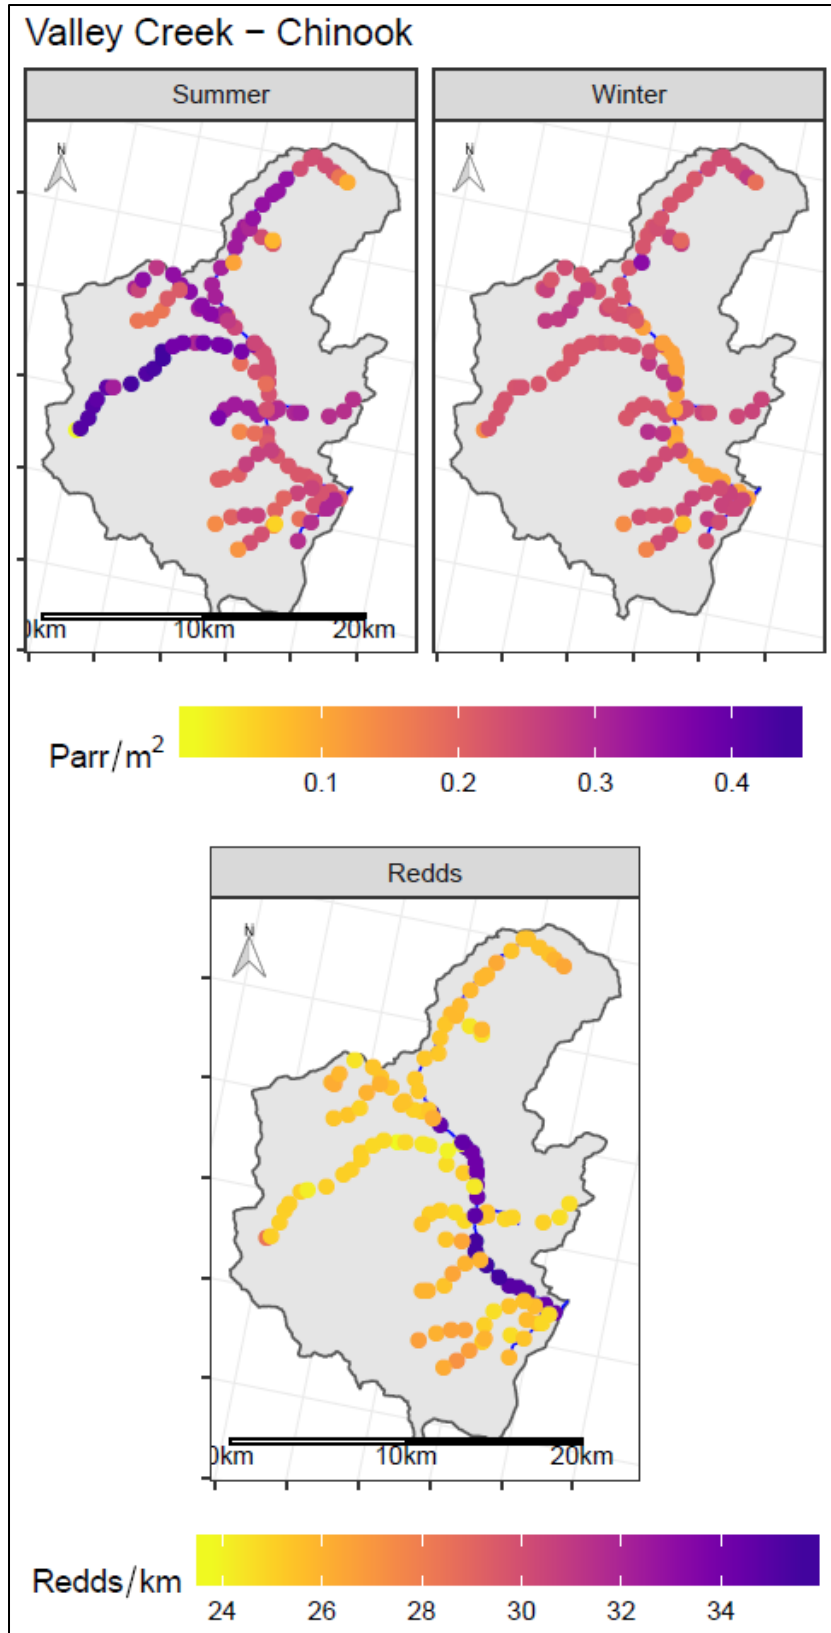 Valley Creek − Chinook
Summer
Winter
N
N
0km 10km 20km
Parr/m²
0.1 0.2 0.3 0.4
Redds
N
0km 10km 20km
Redds/km
24 26 28 30 32 34